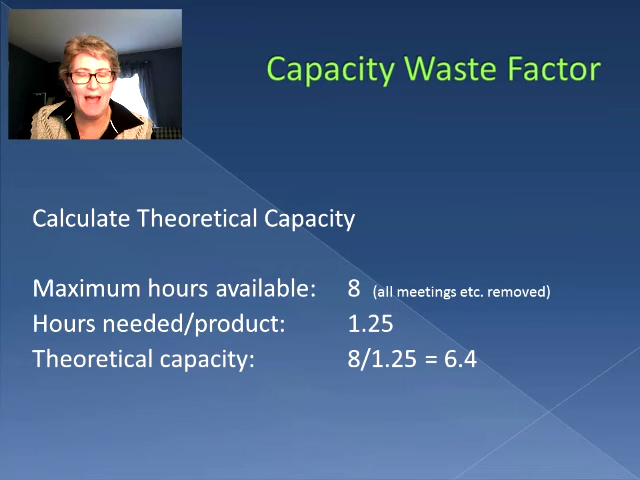 Capacity Waste Factor
Calculate Theoretical Capacity
Maximum hours available: 8 (all meetings etc. removed)
Hours needed/product: 1.25
Theoretical capacity: 8/1.25 = 6.4